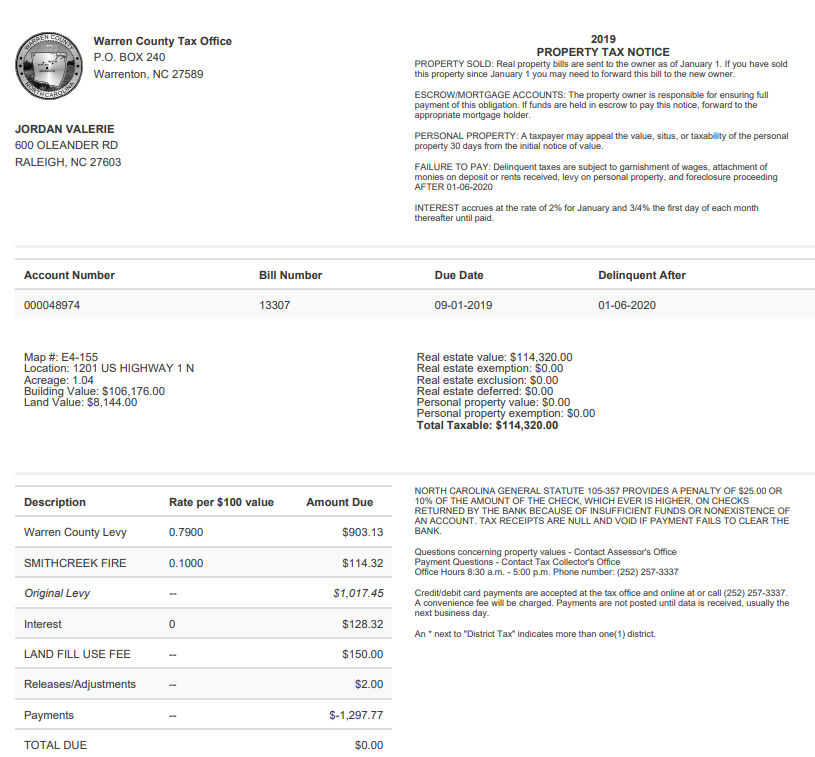 WARREN COUNTY
NORTH CAROLINA
Warren County Tax Office
P.O. BOX 240
Warrenton, NC 27589
JORDAN VALERIE
600 OLEANDER RD
RALEIGH, NC 27603
2019
PROPERTY TAX NOTICE
PROPERTY SOLD: Real property bills are sent to the owner as of January 1. If you have sold
this property since January 1 you may need to forward this bill to the new owner.
ESCROW/MORTGAGE ACCOUNTS: The property owner is responsible for ensuring full
payment of this obligation. If funds are held in escrow to pay this notice, forward to the
appropriate mortgage holder.
PERSONAL PROPERTY: A taxpayer may appeal the value, situs, or taxability of the personal
property 30 days from the initial notice of value.
FAILURE TO PAY: Delinquent taxes are subject to garnishment of wages, attachment of
monies on deposit or rents received, levy on personal property, and foreclosure proceeding
AFTER 01-06-2020
INTEREST accrues at the rate of 2% for January and 3/4% the first day of each month
thereafter until paid.
Account Number Bill Number Due Date Delinquent After
000048974 13307 09-01-2019 01-06-2020
Map #: E4-155
Location: 1201 US HIGHWAY 1 N
Acreage: 1.04
Building Value: $106,176.00
Land Value: $8,144.00
Real estate value: $114,320.00
Real estate exemption: $0.00
Real estate exclusion: $0.00
Real estate deferred: $0.00
Personal property value: $0.00
Personal property exemption: $0.00
Total Taxable: $114,320.00
Description Rate per $100 value Amount Due
Warren County Levy 0.7900 $903.13
SMITHCREEK FIRE 0.1000 $114.32
Original Levy -- $1,017.45
Interest 0 $128.32
LAND FILL USE FEE -- $150.00
Releases/Adjustments -- $2.00
Payments -- $-1,297.77
TOTAL DUE $0.00
NORTH CAROLINA GENERAL STATUTE 105-357 PROVIDES A PENALTY OF $25.00 OR
10% OF THE AMOUNT OF THE CHECK, WHICH EVER IS HIGHER, ON CHECKS
RETURNED BY THE BANK BECAUSE OF INSUFFICIENT FUNDS OR NONEXISTENCE OF
AN ACCOUNT. TAX RECEIPTS ARE NULL AND VOID IF PAYMENT FAILS TO CLEAR THE
BANK.
Questions concerning property values - Contact Assessor's Office
Payment Questions - Contact Tax Collector's Office
Office Hours 8:30 a.m. - 5:00 p.m. Phone number: (252) 257-3337
Credit/debit card payments are accepted at the tax office and online at or call (252) 257-3337.
A convenience fee will be charged. Payments are not posted until data is received, usually the
next business day.
An * next to "District Tax" indicates more than one(1) district.